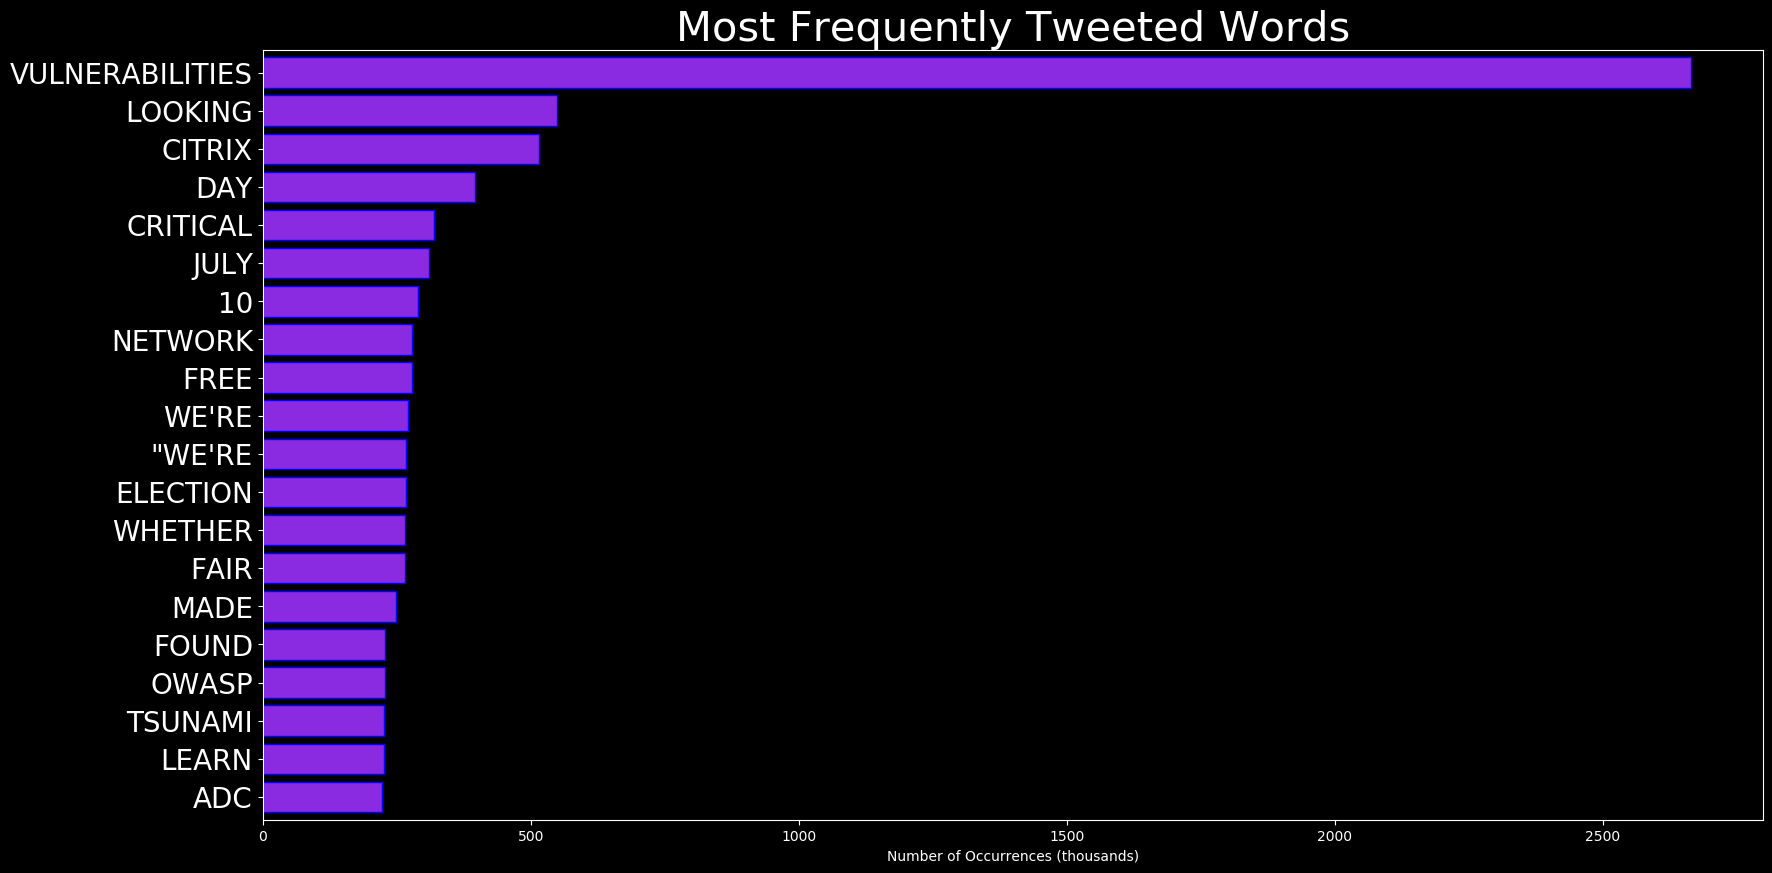 Most Frequently Tweeted Words
VULNERABILITIES
LOOKING
CITRIX
DAY
CRITICAL
JULY
10
NETWORK
FREE
WE'RE
"WE'RE
ELECTION
WHETHER
FAIR
MADE
FOUND
OWASP
TSUNAMI
LEARN
ADC
0 500 1000 1500 2000 2500
Number of Occurrences (thousands)